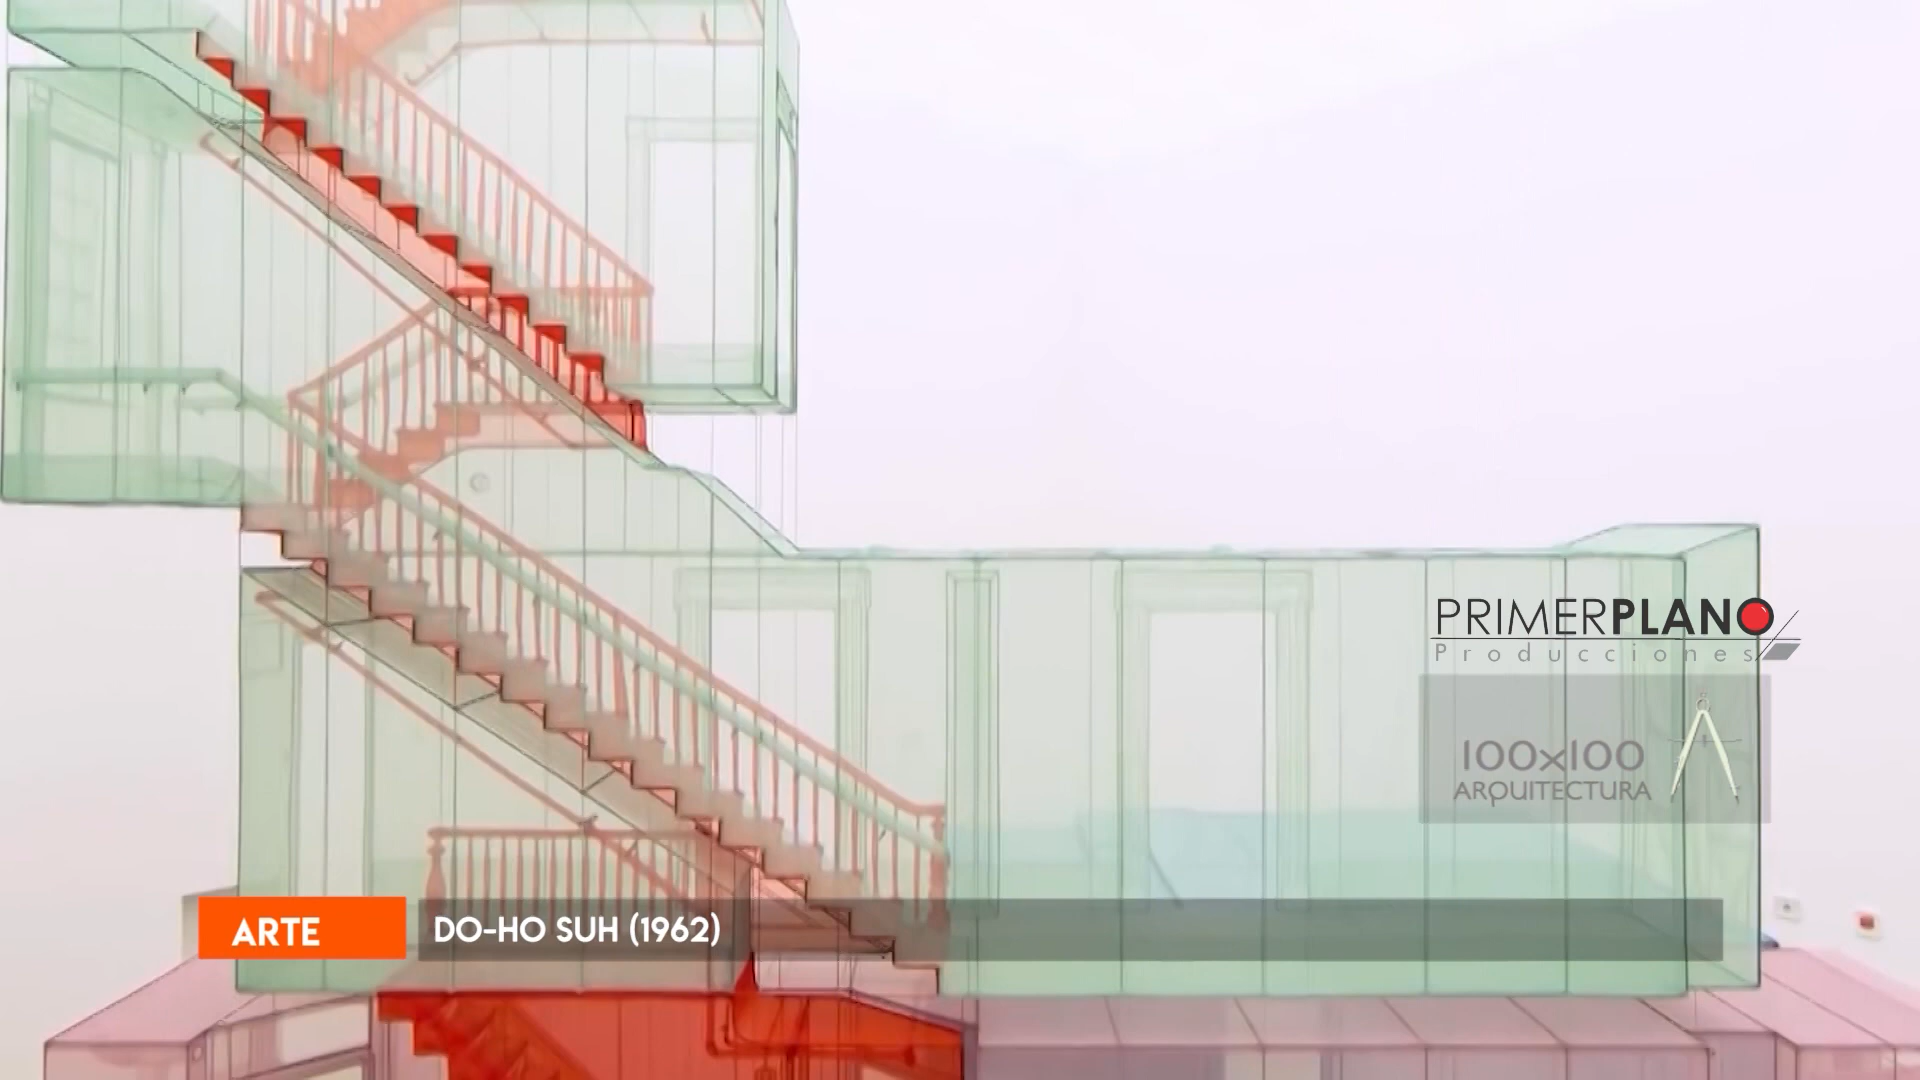 PRIMERPLANO
Producciones
100x100
ARQUITECTURA
ARTE
DO-HO SUH (1962)